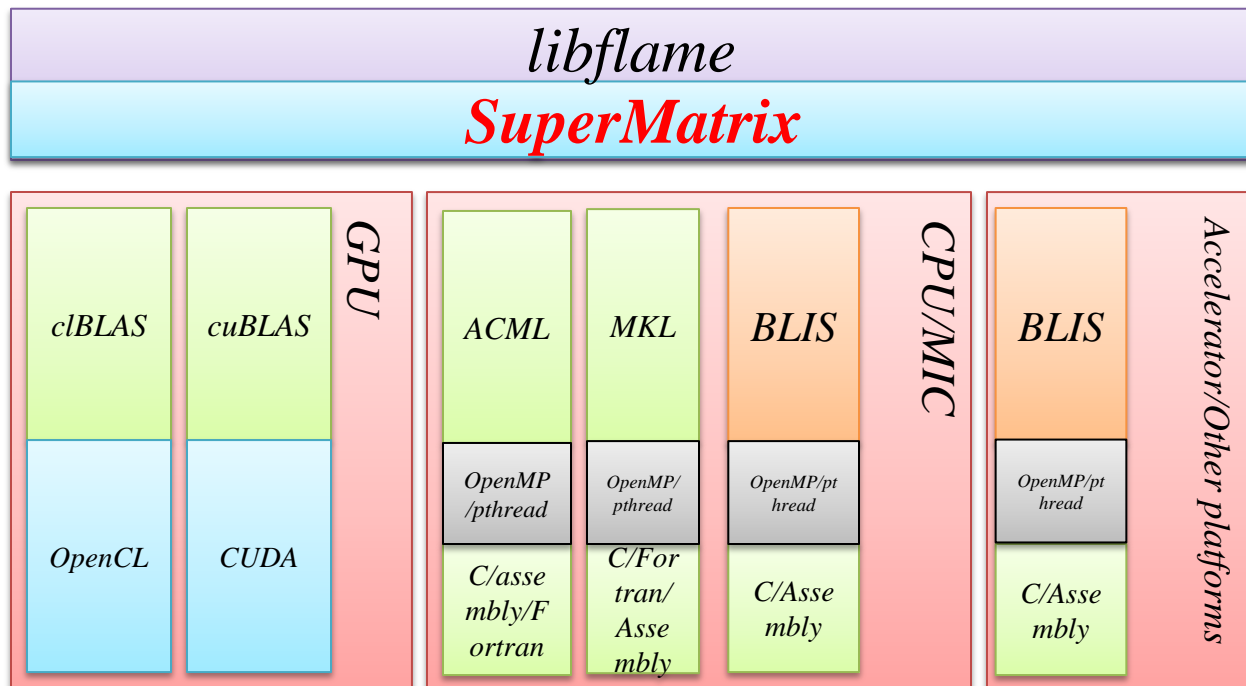 libflame
SuperMatrix
clBLAS
OpenCL
cuBLAS
CUDA
GPU
ACML
OpenMP
/pthread
C/asse
mbly/F
ortran
MKL
OpenMP/
pthread
C/For
tran/
Asse
mbly
BLIS
OpenMP/pt
hread
C/Asse
mbly
CPU/MIC
BLIS
OpenMP/pt
hread
C/Asse
mbly
Accelerator/Other platforms